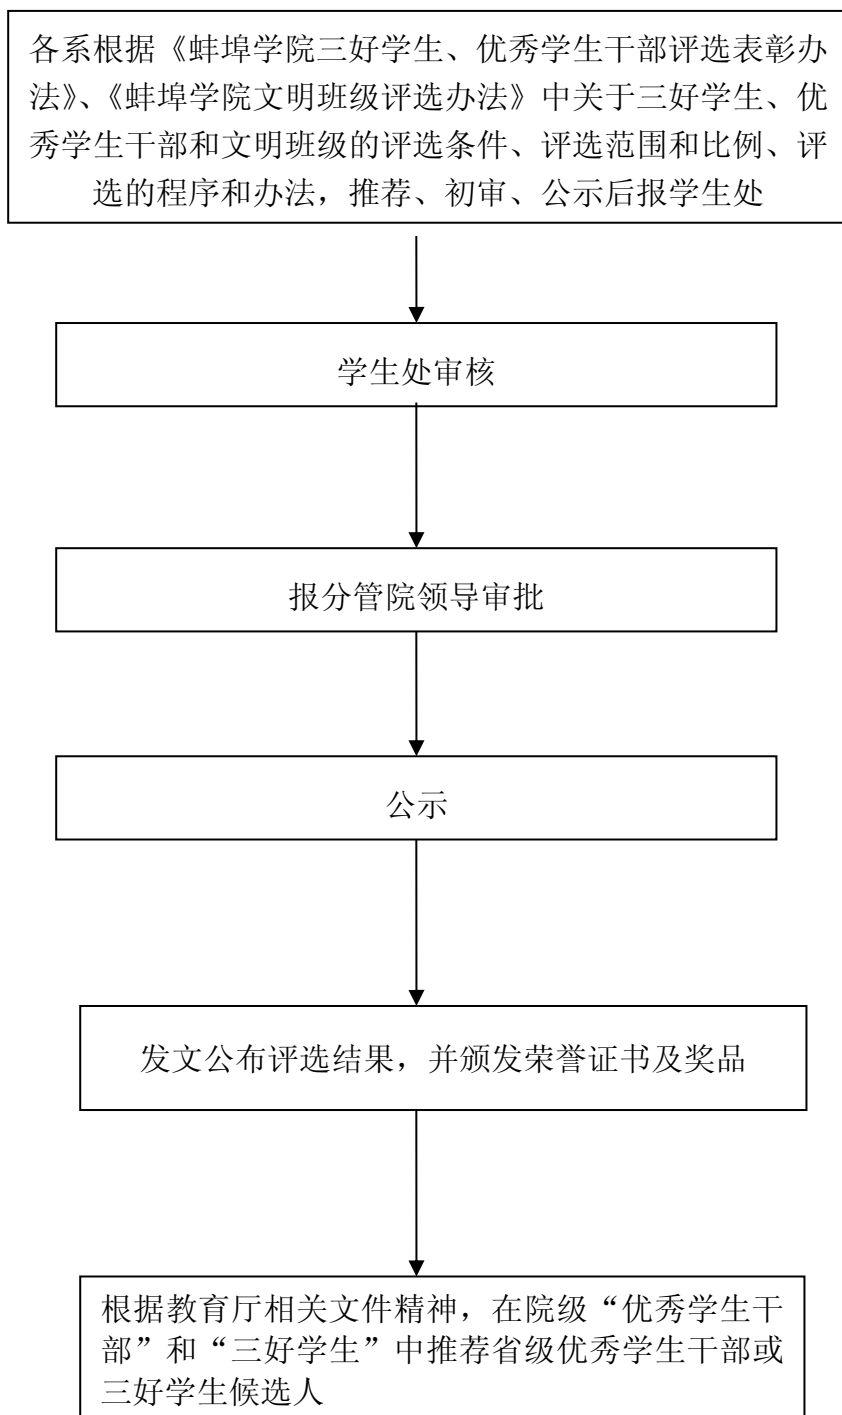 各系根据《蚌埠学院三好学生、优秀学生干部评选表彰办
法》、《蚌埠学院文明班级评选办法》中关于三好学生、优
秀学生干部和文明班级的评选条件、评选范围和比例、评
选的程序和办法，推荐、初审、公示后报学生处
学生处审核
报分管院领导审批
公示
发文公布评选结果，并颁发荣誉证书及奖品
根据教育厅相关文件精神，在院级“优秀学生干
部”和“三好学生”中推荐省级优秀学生干部或
三好学生候选人